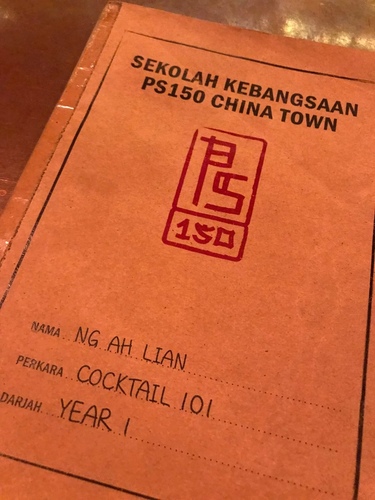 SEKOLAH KEBANGSAAN
PS150 CHINA TOWN
PS
150
NAMA NG AH LIAN
PERKARA COCKTAIL 101
DARJAH YEAR 1